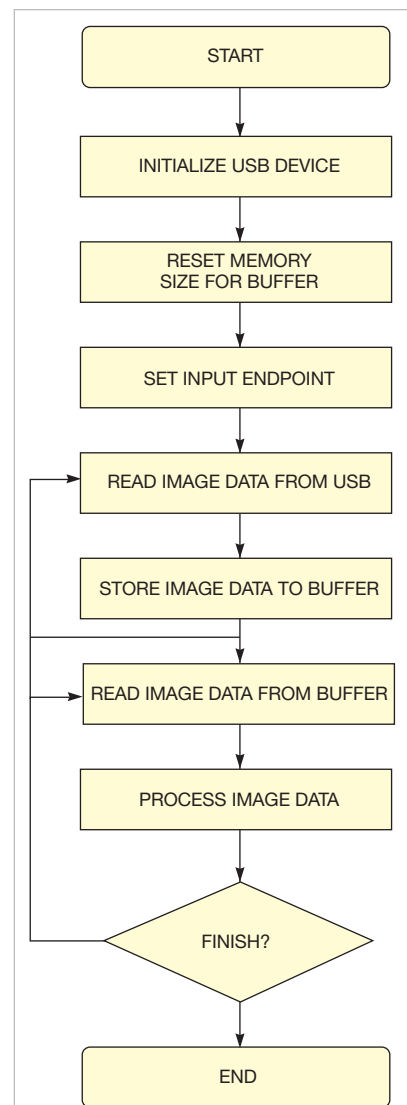 START
INITIALIZE USB DEVICE
RESET MEMORY
SIZE FOR BUFFER
SET INPUT ENDPOINT
READ IMAGE DATA FROM USB
STORE IMAGE DATA TO BUFFER
READ IMAGE DATA FROM BUFFER
PROCESS IMAGE DATA
FINISH?
END